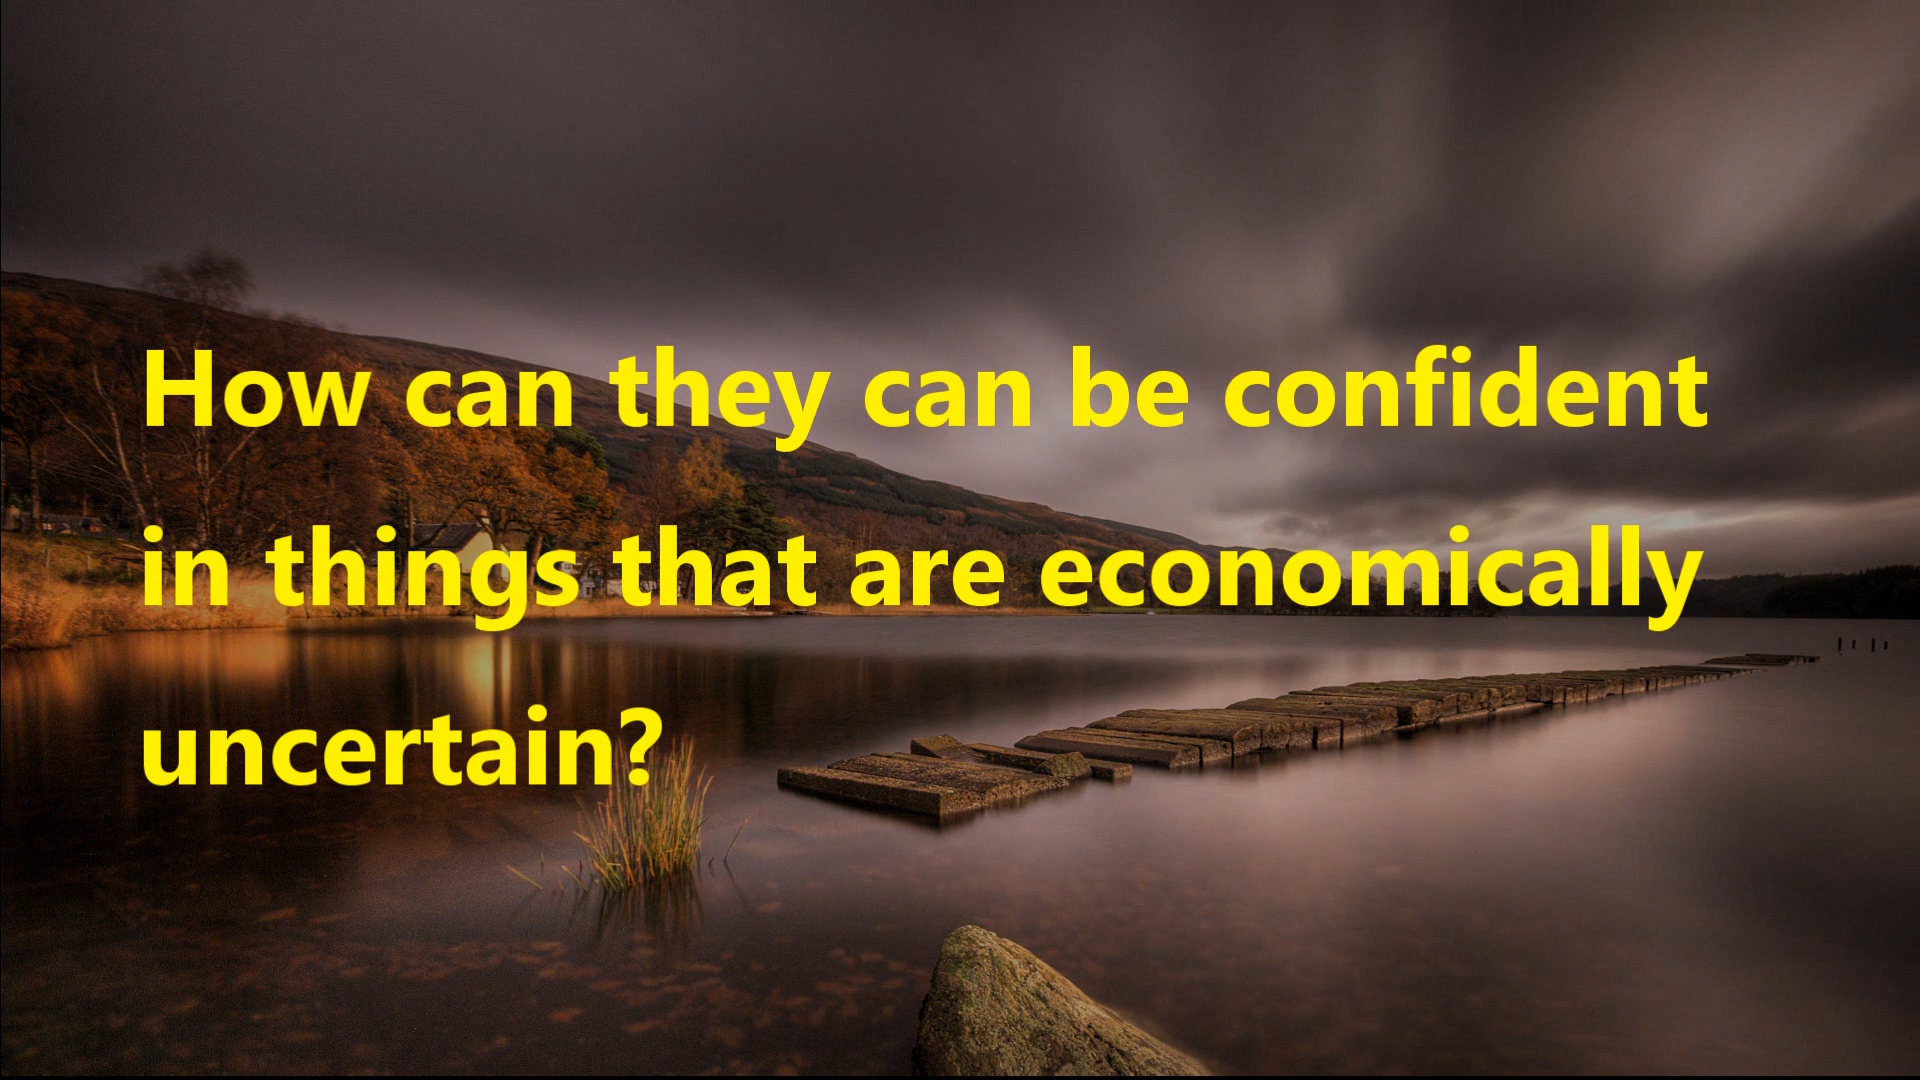 How can they can be confident
in things that are economically
uncertain?